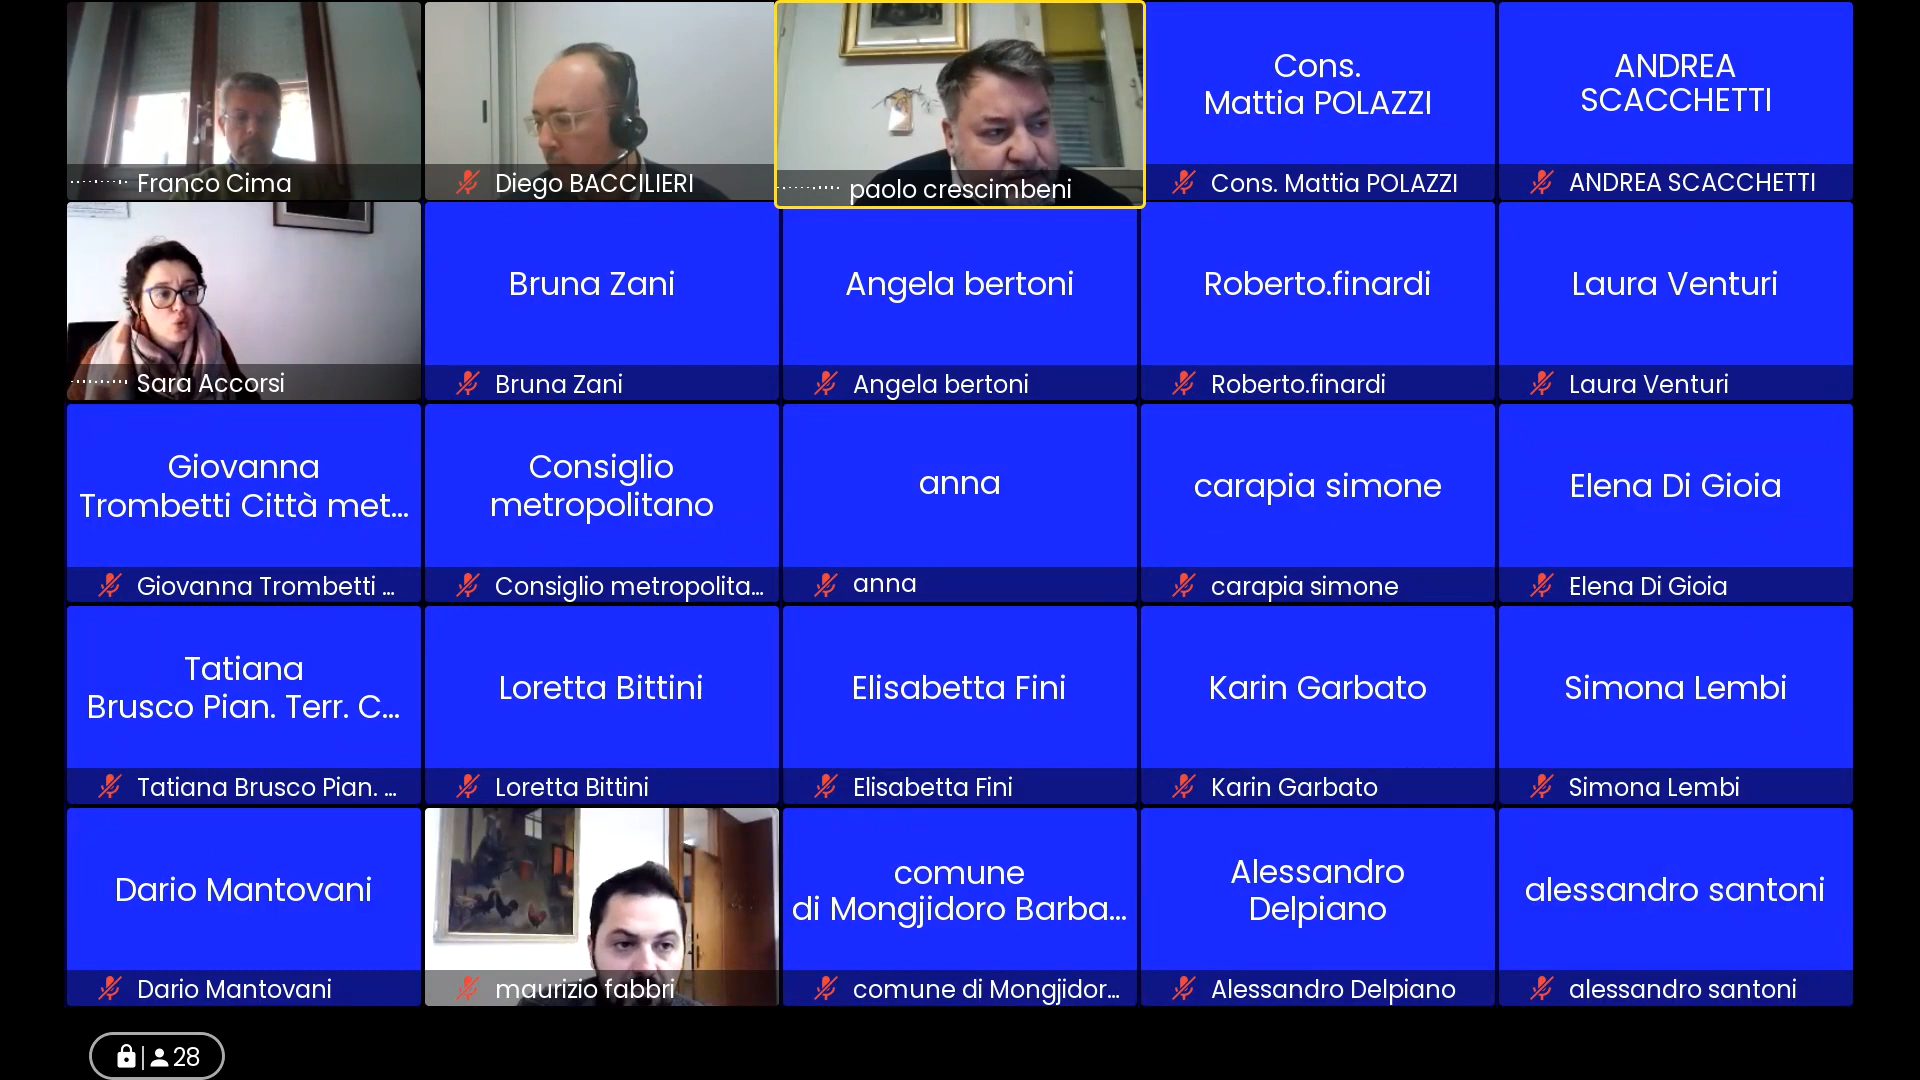 Franco Cima
Diego BACCILIERI
paolo crescimbeni
Cons.
Mattia POLAZZI
Cons. Mattia POLAZZI
ANDREA
SCACCHETTI
ANDREA SCACCHETTI
Sara Accorsi
Bruna Zani
Bruna Zani
Angela bertoni
Angela bertoni
Roberto.finardi
Roberto.finardi
Laura Venturi
Laura Venturi
Giovanna
Trombetti Città met...
Giovanna Trombetti ...
Consiglio
metropolitano
Consiglio metropolita...
anna
anna
carapia simone
carapia simone
Elena Di Gioia
Elena Di Gioia
Tatiana
Brusco Pian. Terr. C...
Tatiana Brusco Pian. ...
Loretta Bittini
Loretta Bittini
Elisabetta Fini
Elisabetta Fini
Karin Garbato
Karin Garbato
Simona Lembi
Simona Lembi
Dario Mantovani
Dario Mantovani
maurizio fabbri
comune
di Mongjidoro Barba...
comune di Mongjidor...
Alessandro
Delpiano
Alessandro Delpiano
alessandro santoni
alessandro santoni
28